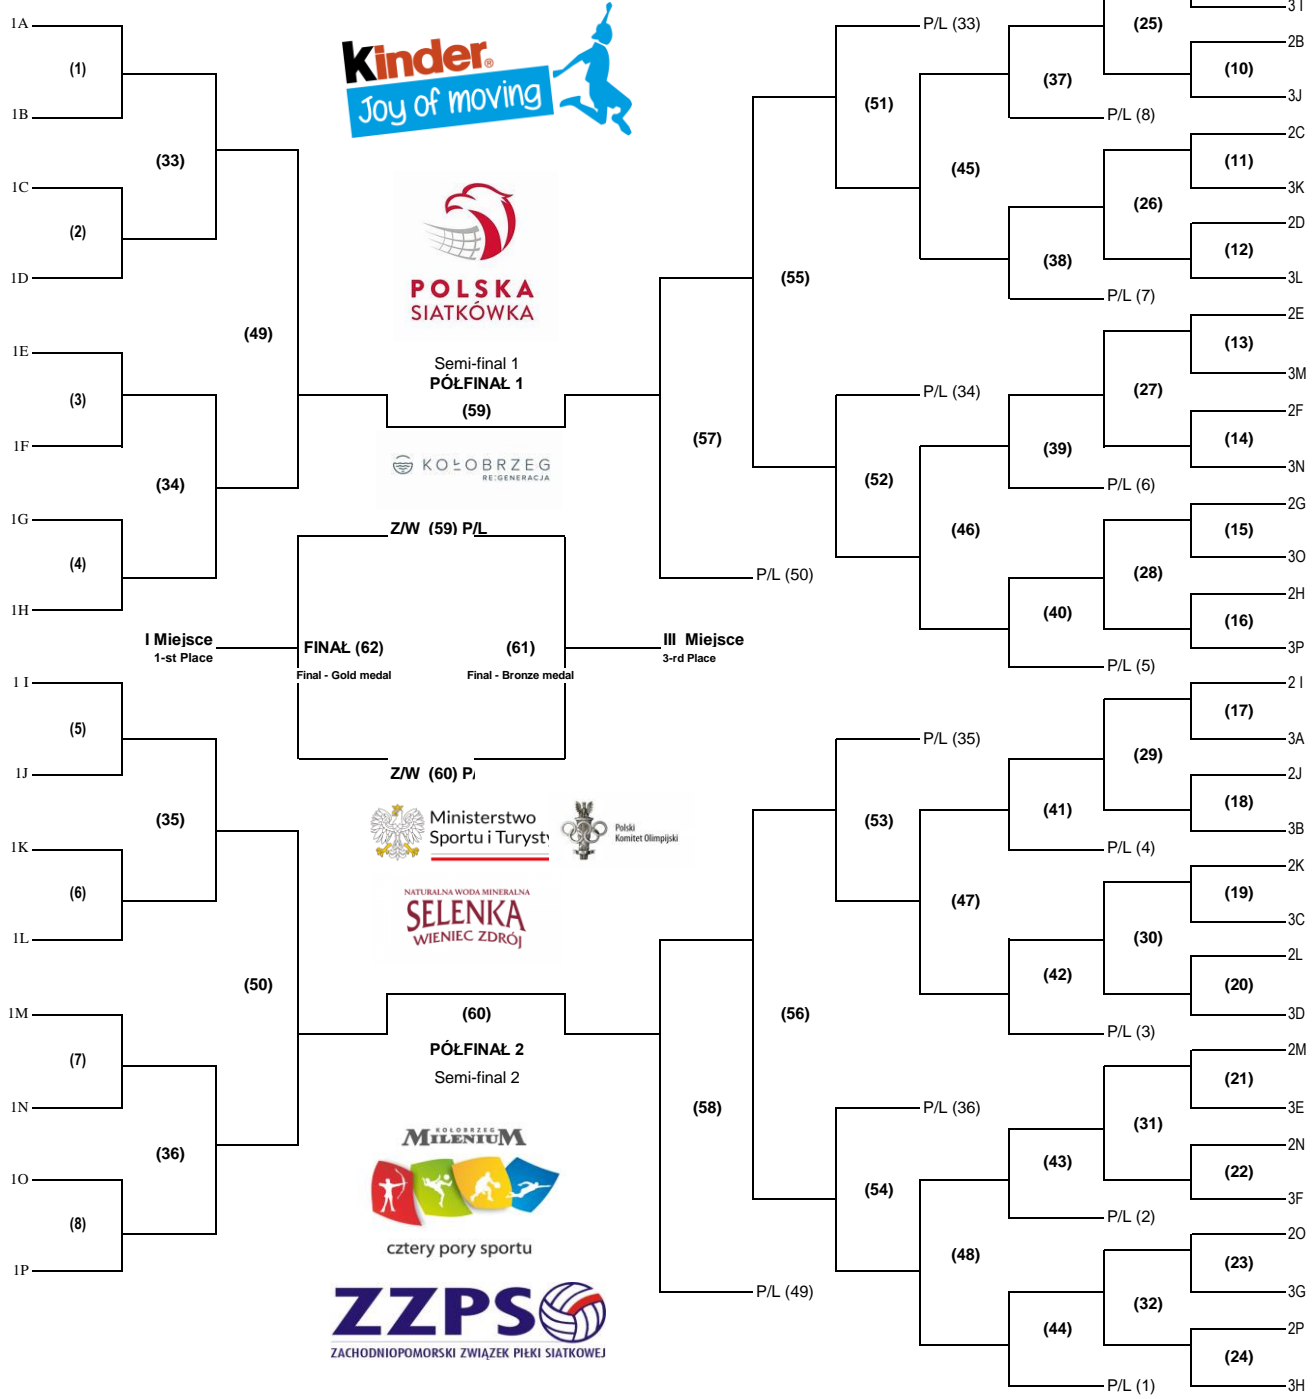 1A
(1)
1B
(33)
1C
(2)
1D
(49)
1E
(3)
1F
(34)
1G
(4)
1H
I Miejsce
1-st Place
1 I
(5)
1J
(35)
1K
(6)
1L
(50)
1M
(7)
1N
(36)
1O
(8)
1P
Kinder®
Joy of moving
POLSKA
SIATKÓWKA
Semi-final 1
PÓŁFINAŁ 1
(59)
KOŁOBRZEG
RE:GENERACJA
Z/W (59) P/L
FINAŁ (62)
Final - Gold medal
(61)
Final - Bronze medal
III Miejsce
3-rd Place
Z/W (60) P/
Ministerstwo
Sportu i Turysty
Polski
Komitet Olimpijski
NATURALNA WODA MINERALNA
SELENKA
WIENIEC ZDRÓJ
(60)
PÓŁFINAŁ 2
Semi-final 2
KOŁOBRZEG
MILENIUM
cztery pory sportu
ZZPS
ZACHODNIOPOMORSKI ZWIĄZEK PIŁKI SIATKOWEJ
(57)
P/L (50)
(58)
P/L (49)
(55)
(56)
P/L (33)
(51)
P/L (34)
(52)
P/L (35)
(53)
P/L (36)
(54)
(45)
(46)
(47)
(48)
(37)
P/L (8)
(38)
P/L (7)
(39)
P/L (6)
(40)
P/L (5)
(41)
P/L (4)
(42)
P/L (3)
(43)
P/L (2)
(44)
P/L (1)
(25)
(26)
(27)
(28)
(29)
(30)
(31)
(32)
3 I
2B
(10)
3J
2C
(11)
3K
2D
(12)
3L
2E
(13)
3M
2F
(14)
3N
2G
(15)
3O
2H
(16)
3P
2 I
(17)
3A
2J
(18)
3B
2K
(19)
3C
2L
(20)
3D
2M
(21)
3E
2N
(22)
3F
2O
(23)
3G
2P
(24)
3H